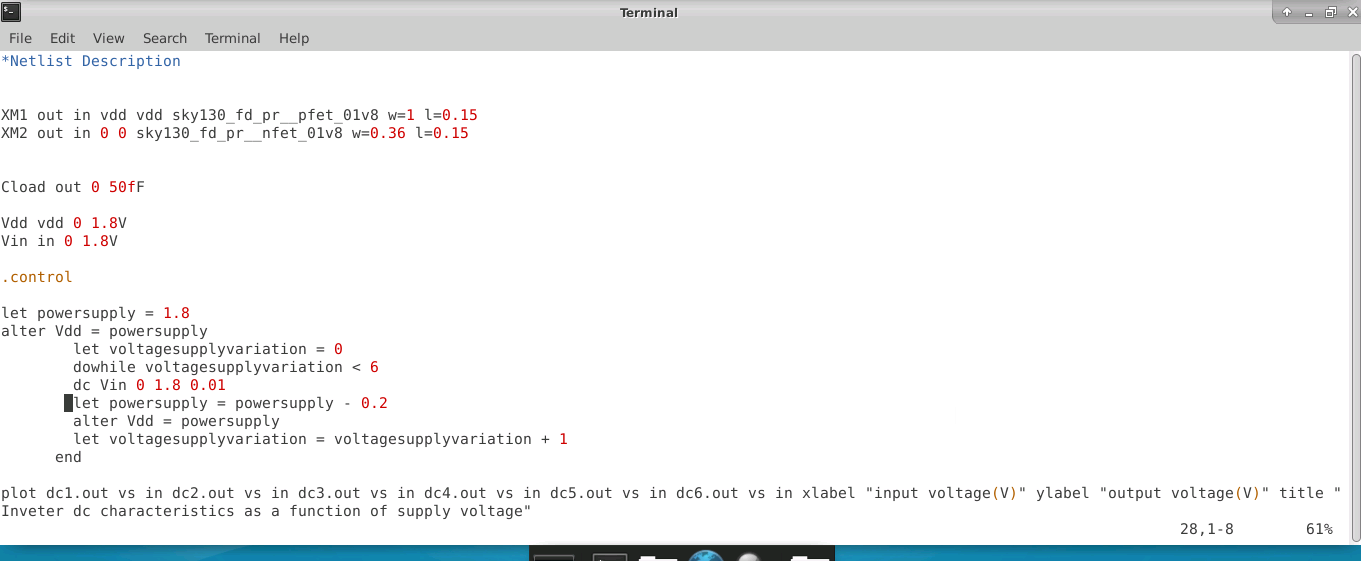 Terminal
File Edit View Search Terminal Help
*Netlist Description
XM1 out in vdd vdd sky130_fd_pr__pfet_01v8 w=1 l=0.15
XM2 out in 0 0 sky130_fd_pr__nfet_01v8 w=0.36 l=0.15
Cload out 0 50fF
Vdd vdd 0 1.8V
Vin in 0 1.8V
.control
let powersupply = 1.8
alter Vdd = powersupply
let voltagesupplyvariation = 0
dowhile voltagesupplyvariation < 6
dc Vin 0 1.8 0.01
let powersupply = powersupply - 0.2
alter Vdd = powersupply
let voltagesupplyvariation = voltagesupplyvariation + 1
end
plot dc1.out vs in dc2.out vs in dc3.out vs in dc4.out vs in dc5.out vs in dc6.out vs in xlabel "input voltage(V)" ylabel "output voltage(V)" title "
Inveter dc characteristics as a function of supply voltage"
28,1-8 61%